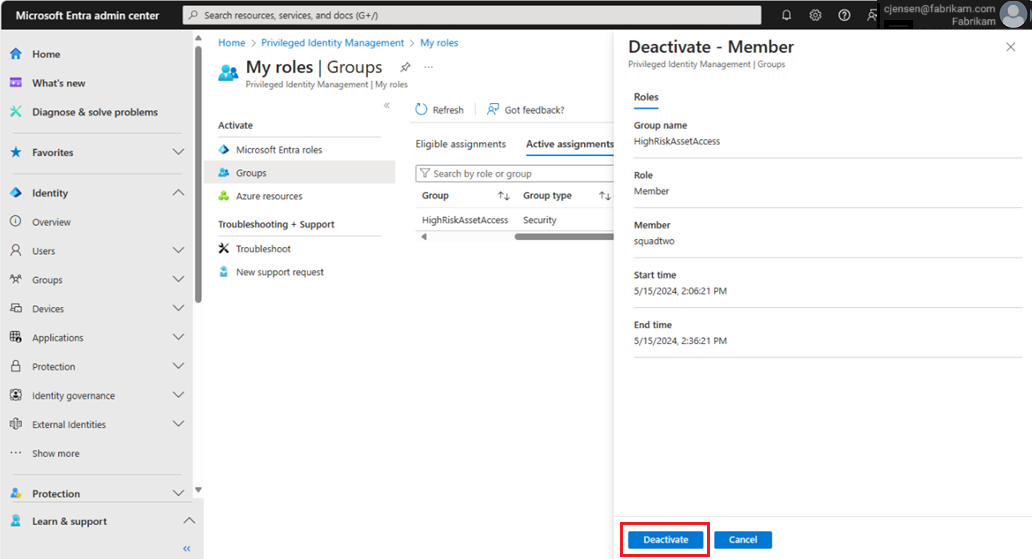 Microsoft Entra admin center
Search resources, services, and docs (G+/)
cjensen@fabrikam.com
Fabrikam
Home
What's new
Diagnose & solve problems
Favorites
Identity
Overview
Users
Groups
Devices
Applications
Protection
Identity governance
External Identities
Show more
Protection
Learn & support
Home > Privileged Identity Management > My roles
My roles | Groups
Privileged Identity Management | My roles
Activate
Microsoft Entra roles
Groups
Azure resources
Troubleshooting + Support
Troubleshoot
New support request
Refresh
Got feedback?
Eligible assignments
Active assignments
Search by role or group
Group
Group type
HighRiskAssetAccess
Security
Deactivate - Member
Privileged Identity Management | Groups
Roles
Group name
HighRiskAssetAccess
Role
Member
Member
squadtwo
Start time
5/15/2024, 2:06:21 PM
End time
5/15/2024, 2:36:21 PM
Deactivate
Cancel